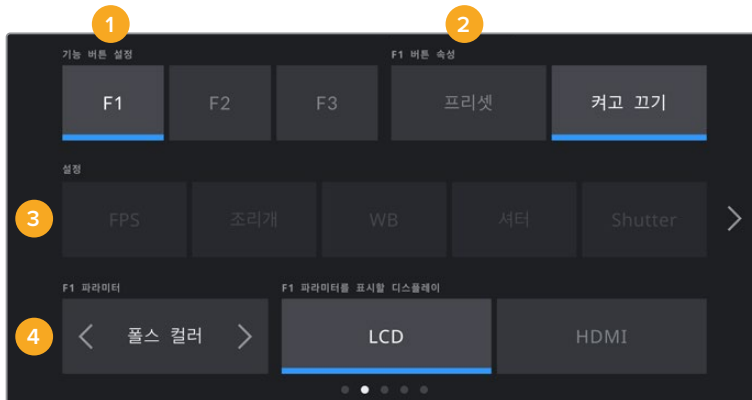 1
2
기능 버튼 설정
F1 버튼 속성
F1
F2
F3
프리셋
켜고 끄기
설정
3
FPS
조리개
WB
셔터
Shutter
F1 파라미터
F1 파라미터를 표시할 디스플레이
4
폴스 컬러
LCD
HDMI